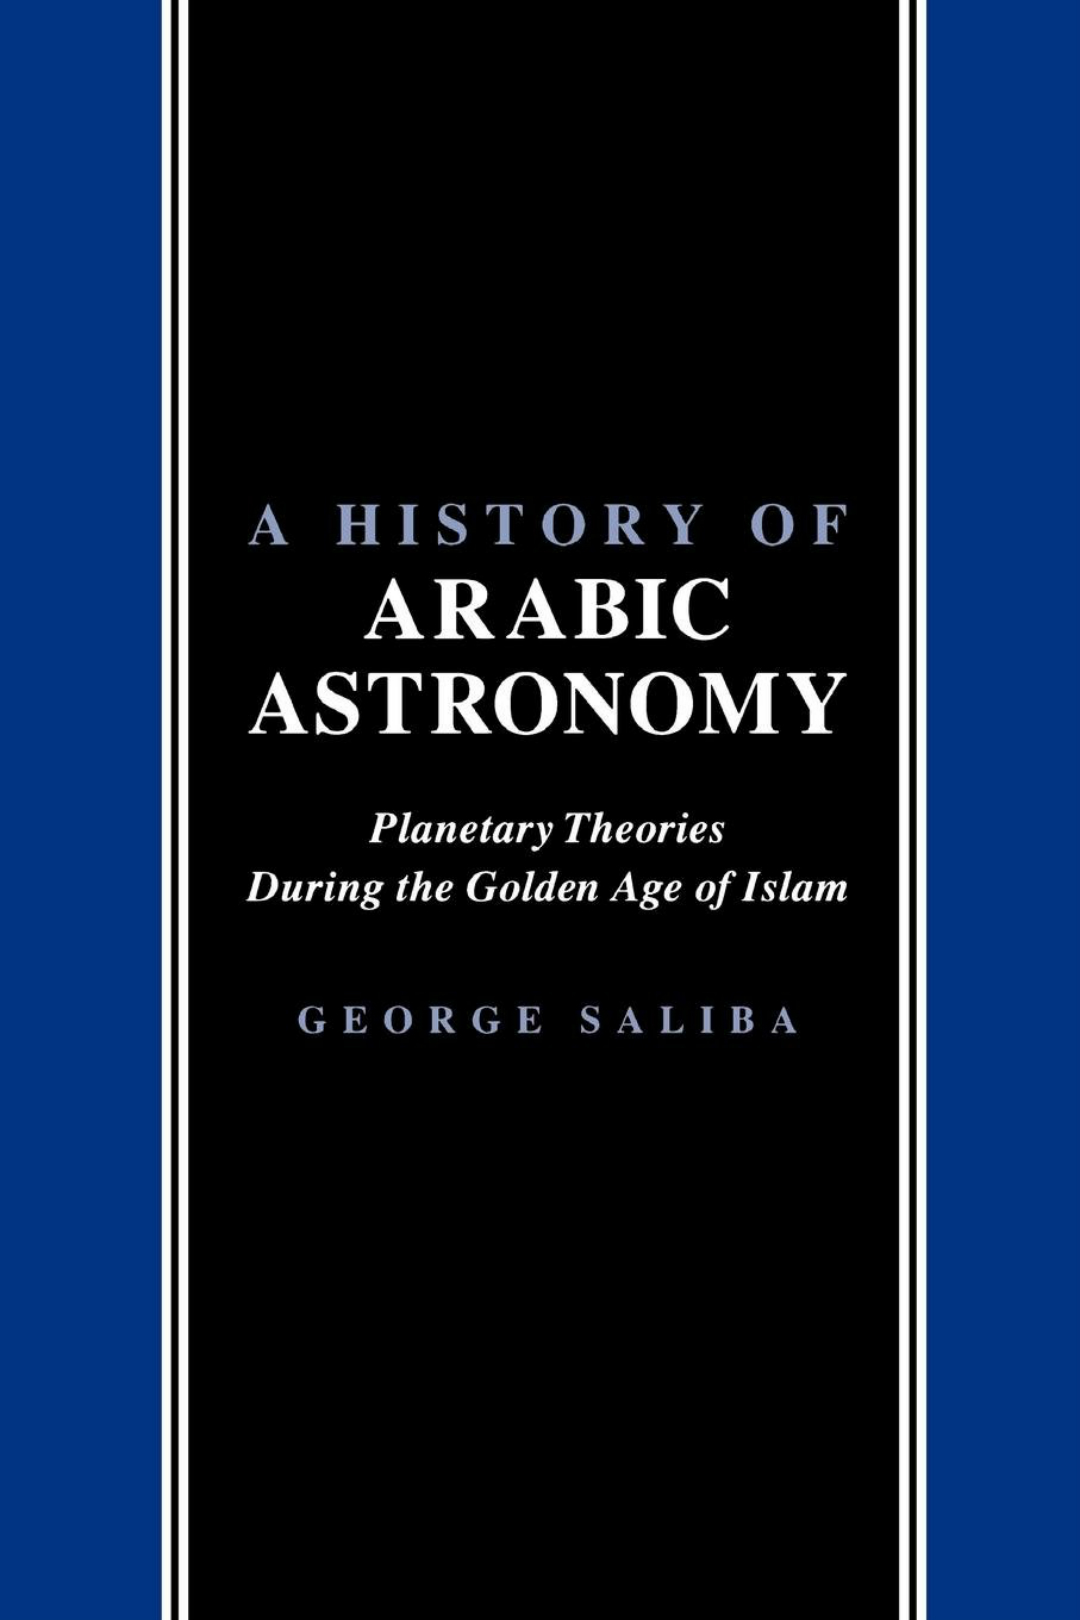 A HISTORY OF
ARABIC
ASTRONOMY
Planetary Theories
During the Golden Age of Islam
GEORGE SALIBA